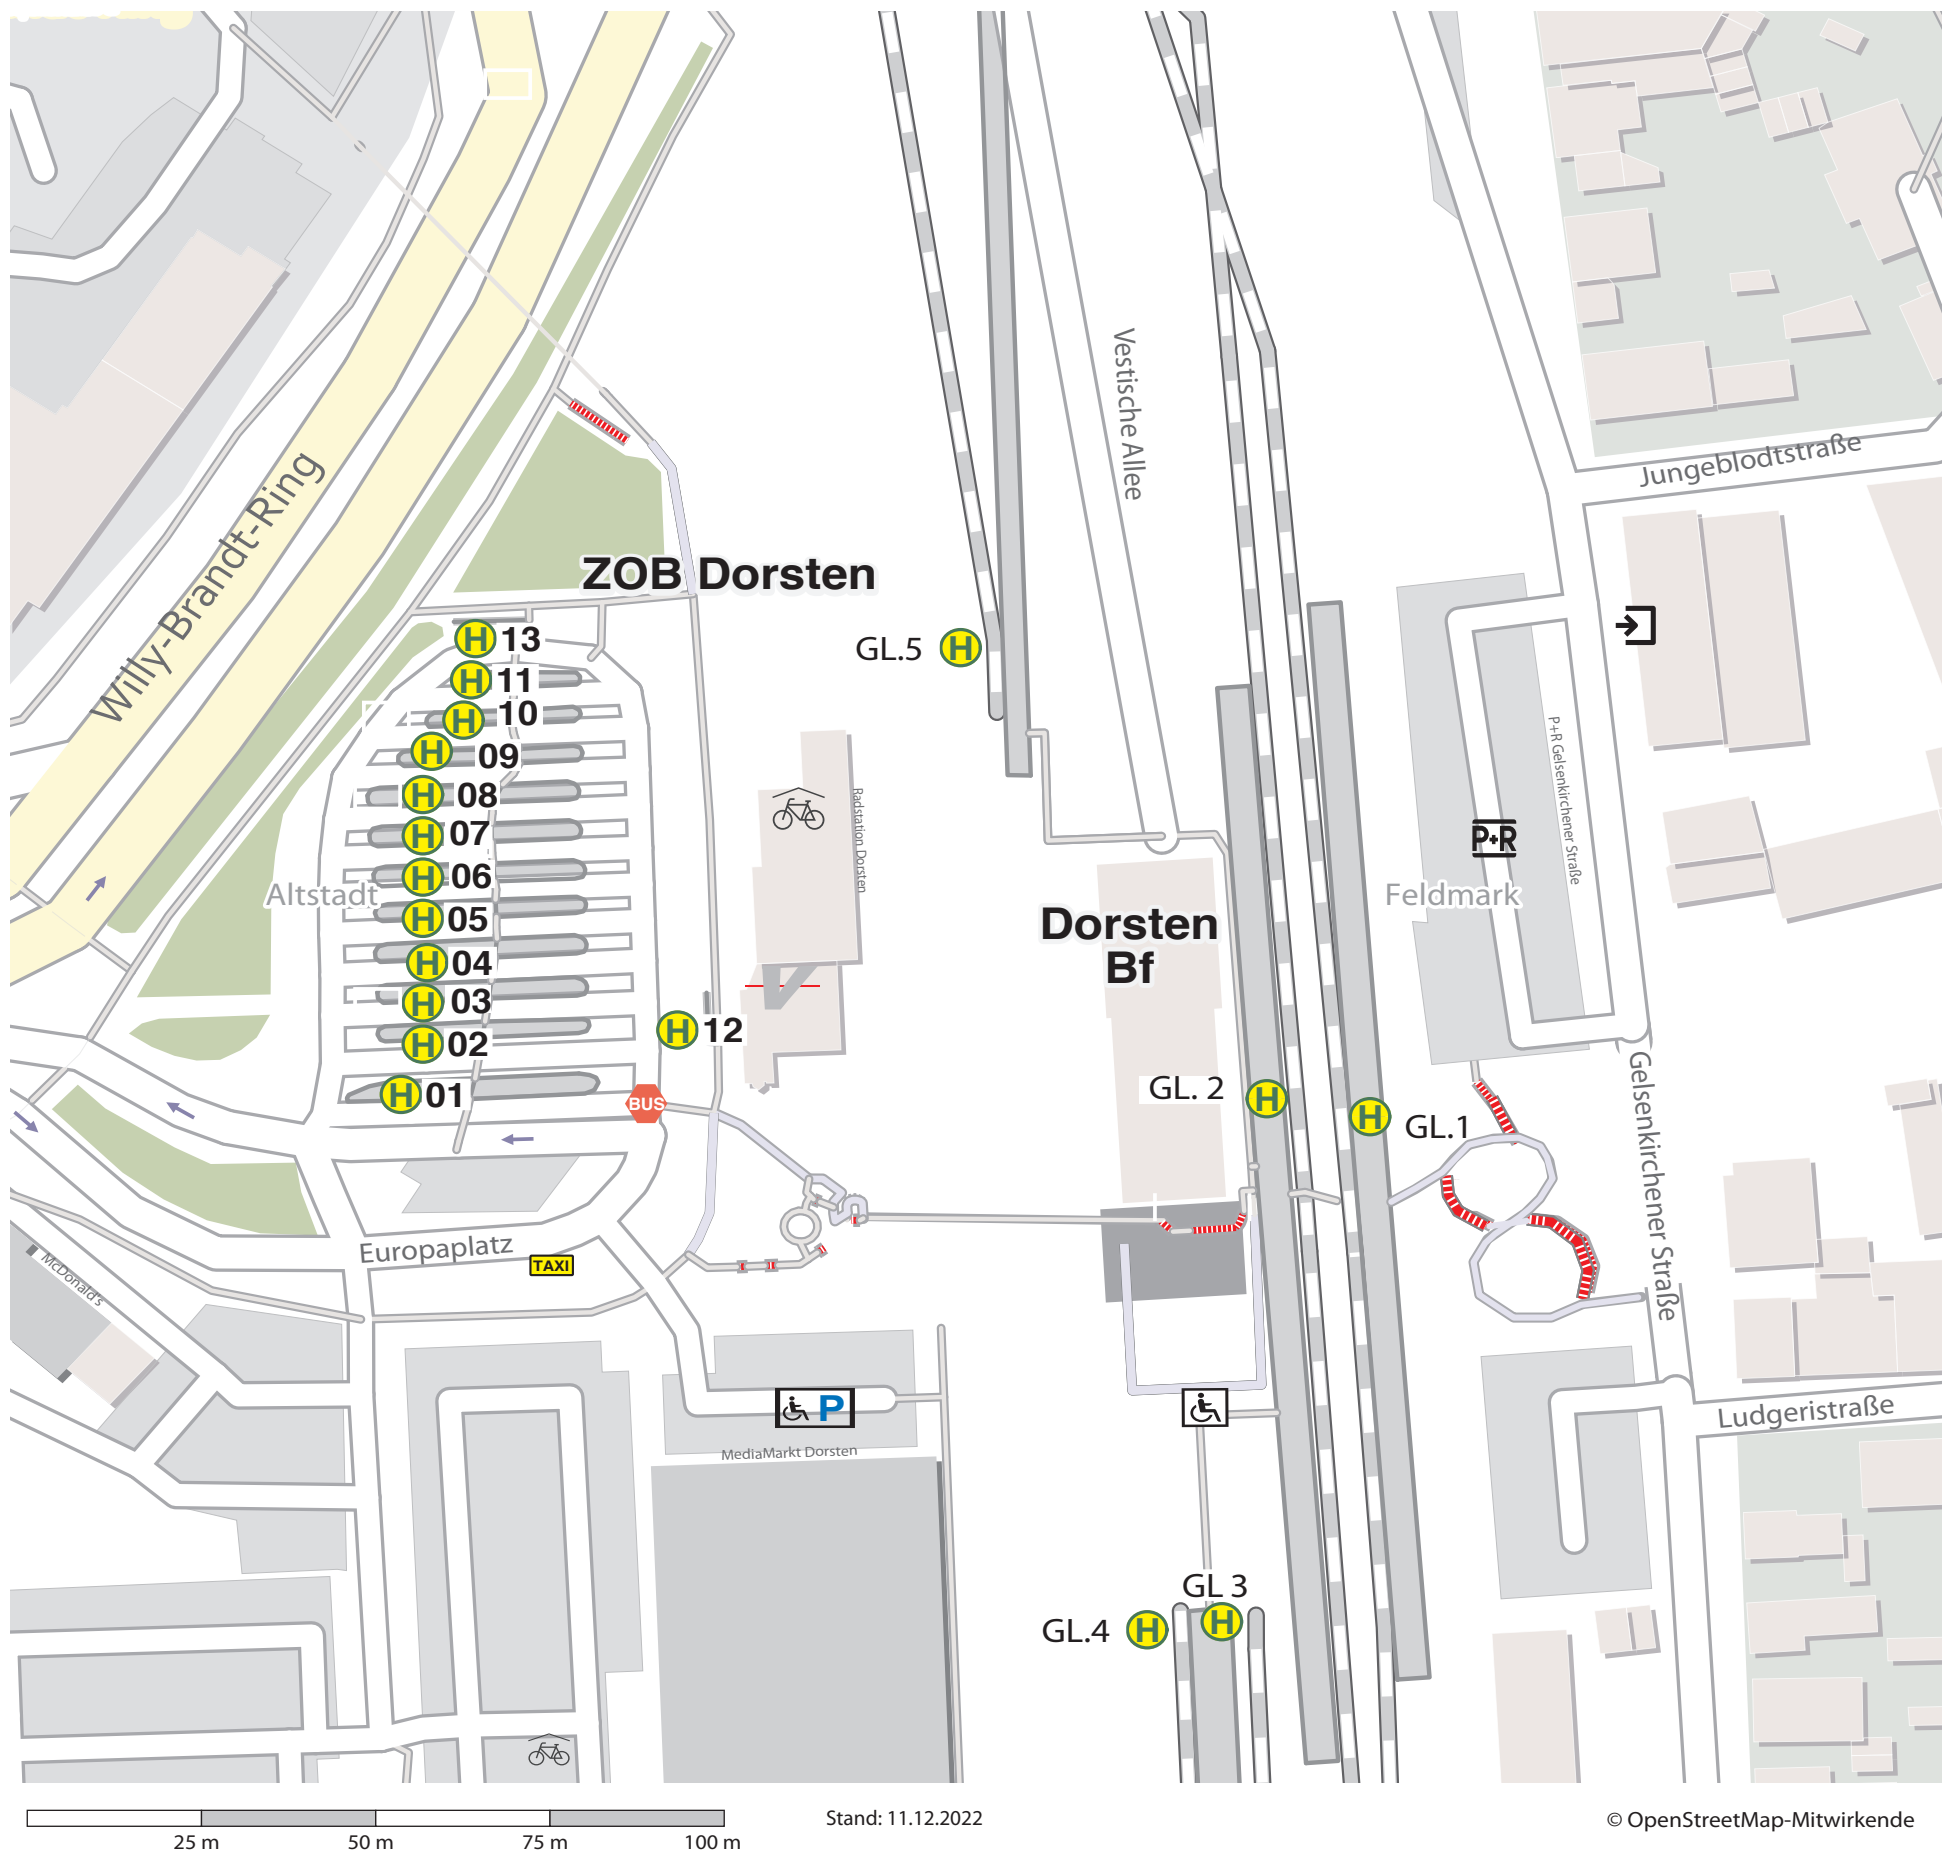 Willy-Brandt-Ring
Vestische Allee
Jungeblodtstraße
ZOB Dorsten
GL.5
H
H 13
H 11
H 10
H 09
H 08
H 07
H 06
H 05
H 04
H 03
H 02
H 01
H 12
BUS
Altstadt
Radstation Dorsten
Dorsten
Bf
P+R
P+R Gelsenkirchener Straße
Feldmark
GL. 2
H
H
GL.1
Gelsenkirchener Straße
Europaplatz
TAXI
McDonald's
P
MediaMarkt Dorsten
Ludgeristraße
GL 3
H
GL.4
H
25 m
50 m
75 m
100 m
Stand: 11.12.2022
© OpenStreetMap-Mitwirkende